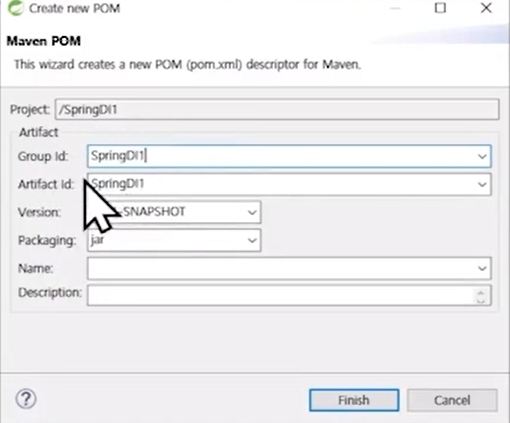 Create new POM
Maven POM
This wizard creates a new POM (pom.xml) descriptor for Maven.
Project: /SpringDI1
Artifact
Group Id: SpringDI1
Artifact Id: SpringDI1
Version: -SNAPSHOT
Packaging: jar
Name:
Description:
? Finish Cancel